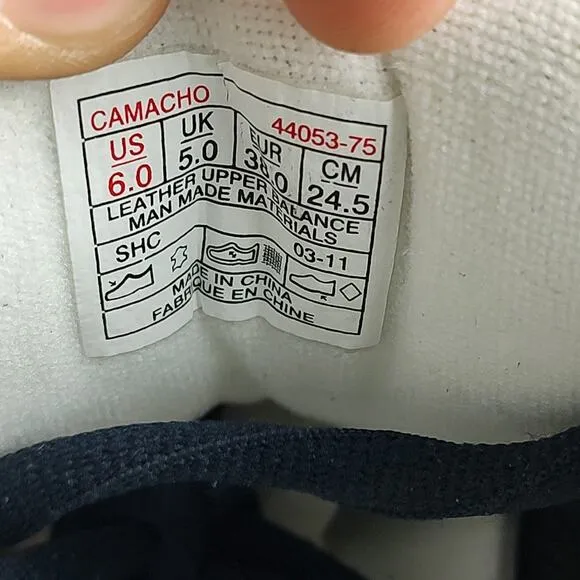 CAMACHO 44053-75
US UK EUR CM
6.0 5.0 24.5
LEATHER UPPER BALANCE
MAN MADE MATERIALS
SHC 03-11
MADE IN CHINA
FABRIQUE EN CHINE